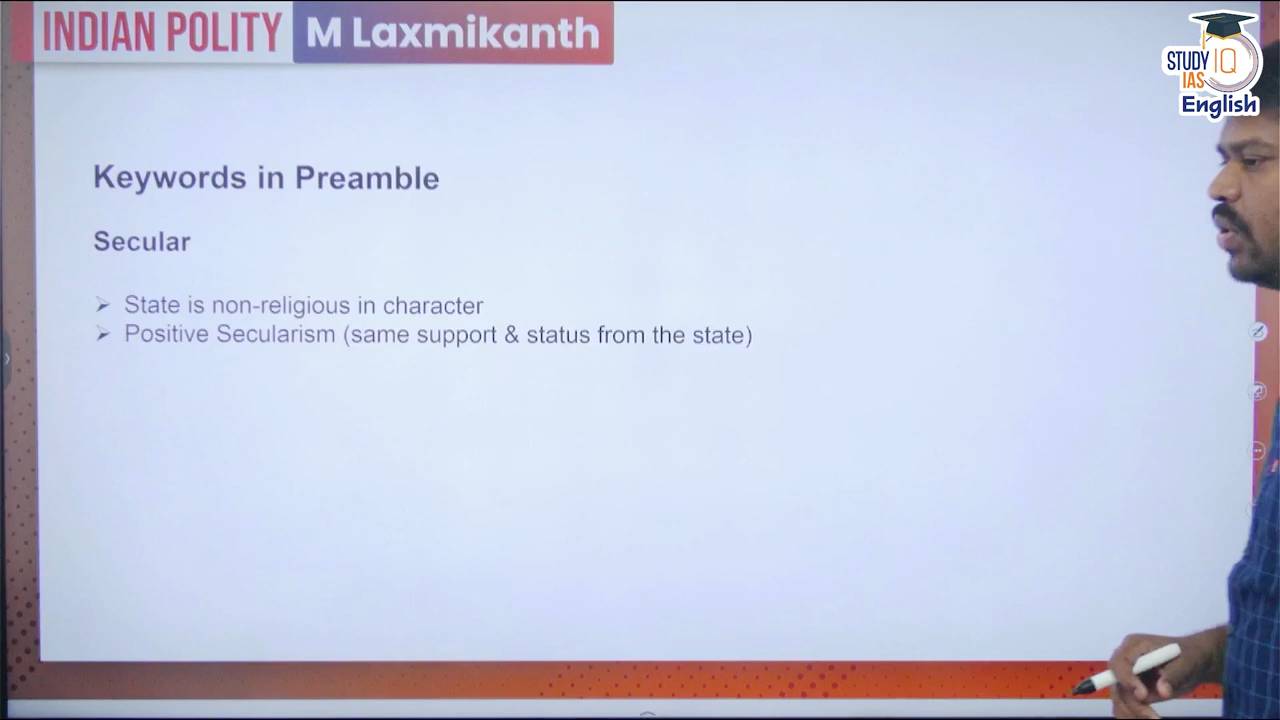 INDIAN POLITY M Laxmikanth
STUDY IQ
IAS
English
Keywords in Preamble
Secular
➢ State is non-religious in character
➢ Positive Secularism (same support & status from the state)